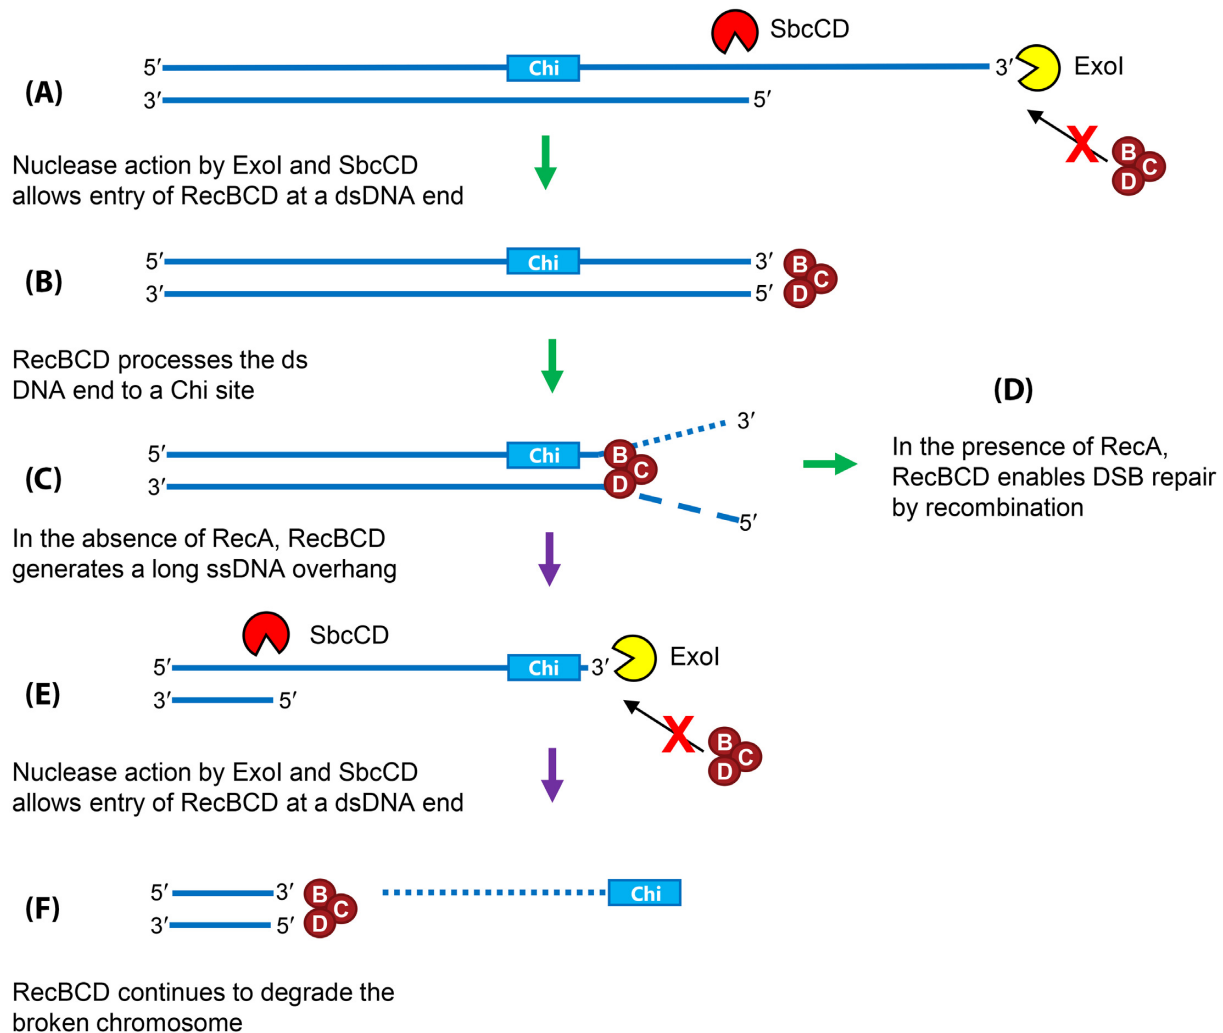 SbcCD
5′ Chi 3′ ExoI
(A)
3′ 5′
B
C
D
X
Nuclease action by ExoI and SbcCD
allows entry of RecBCD at a dsDNA end
5′ Chi 3′ B
(B) C
3′ 5′ D
RecBCD processes the ds
DNA end to a Chi site
(D)
3′
In the presence of RecA,
RecBCD enables DSB repair
by recombination
5′ Chi B
(C) C
3′ D
5′
In the absence of RecA, RecBCD
generates a long ssDNA overhang
SbcCD
5′ Chi 3′ ExoI
(E)
3′ 5′
X B
C
D
Nuclease action by ExoI and SbcCD
allows entry of RecBCD at a dsDNA end
5′ 3′ B Chi
(F) C
3′ 5′ D
RecBCD continues to degrade the
broken chromosome